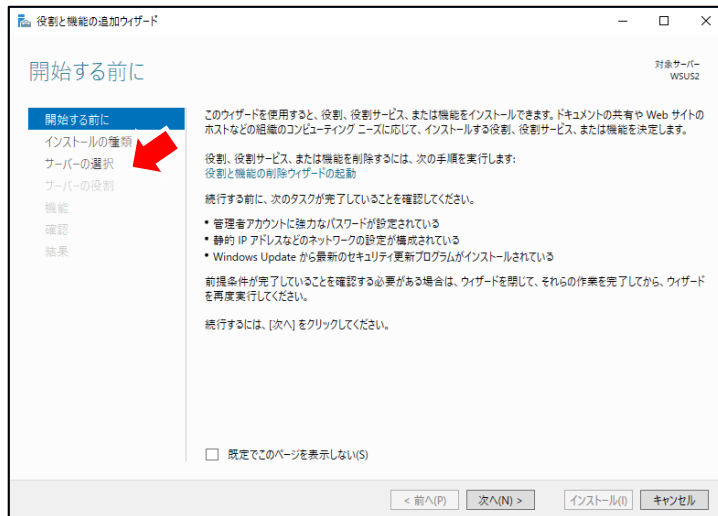 役割と機能の追加ウィザード
開始する前に
対象サーバー
WSUS2
開始する前に
インストールの種類
サーバーの選択
サーバーの役割
機能
確認
結果
このウィザードを使用すると、役割、役割サービス、または機能をインストールできます。ドキュメントの共有や Web サイトの
ホストなどの組織のコンピューティング ニーズに応じて、インストールする役割、役割サービス、または機能を決定します。
役割、役割サービス、または機能を削除するには、次の手順を実行します:
役割と機能の削除ウィザードの起動
続行する前に、次のタスクが完了していることを確認してください。
• 管理者アカウントに強力なパスワードが設定されている
• 静的 IP アドレスなどのネットワークの設定が構成されている
• Windows Update から最新のセキュリティ更新プログラムがインストールされている
前提条件が完了していることを確認する必要がある場合は、ウィザードを閉じて、それらの作業を完了してから、ウィザード
を再度実行してください。
続行するには、[次へ] をクリックしてください。
既定でこのページを表示しない(S)
< 前へ(P)
次へ(N) >
インストール(I)
キャンセル